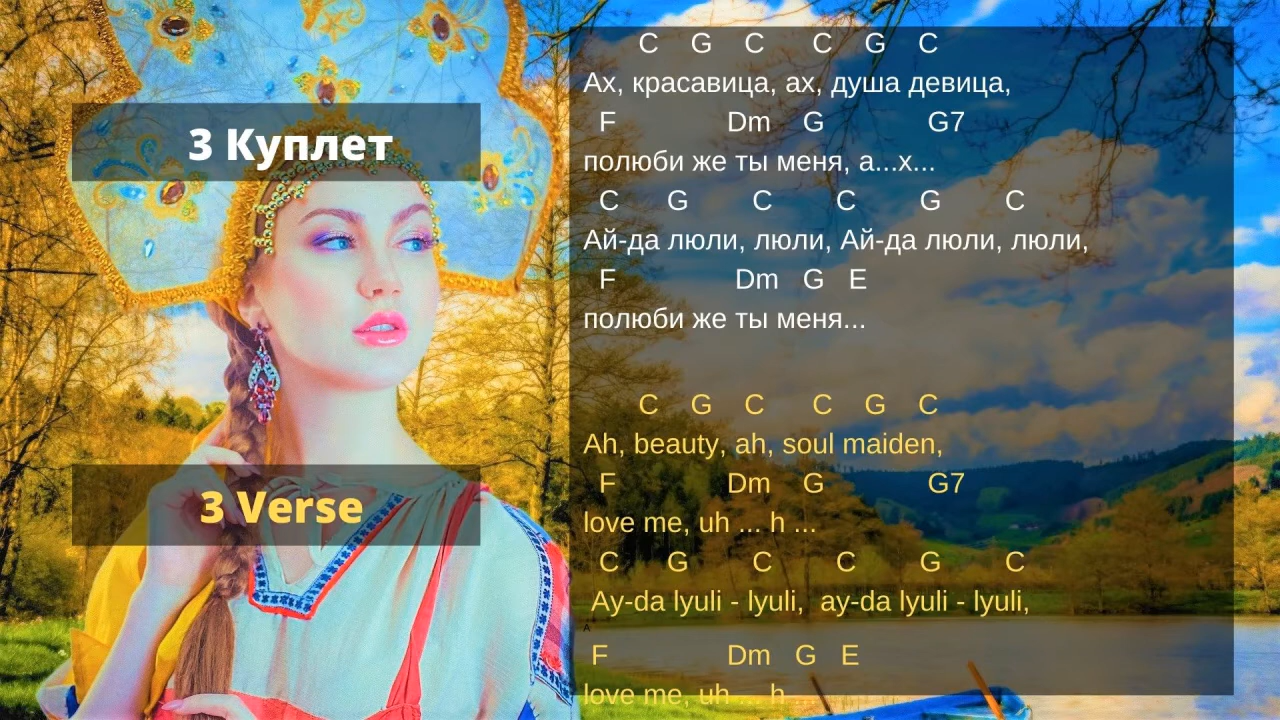 3 Куплет
C G C C G C
Ах, красавица, ах, душа девица,
F Dm G G7
полюби же ты меня, а...х...
C G C C G C
Ай-да люли, люли, Ай-да люли, люли,
F Dm G E
полюби же ты меня...
3 Verse
C G C C G C
Ah, beauty, ah, soul maiden,
F Dm G G7
love me, uh ... h ...
C G C C G C
Ay-da lyuli - lyuli, ay-da lyuli - lyuli,
A
F Dm G E
love me, uh ... h